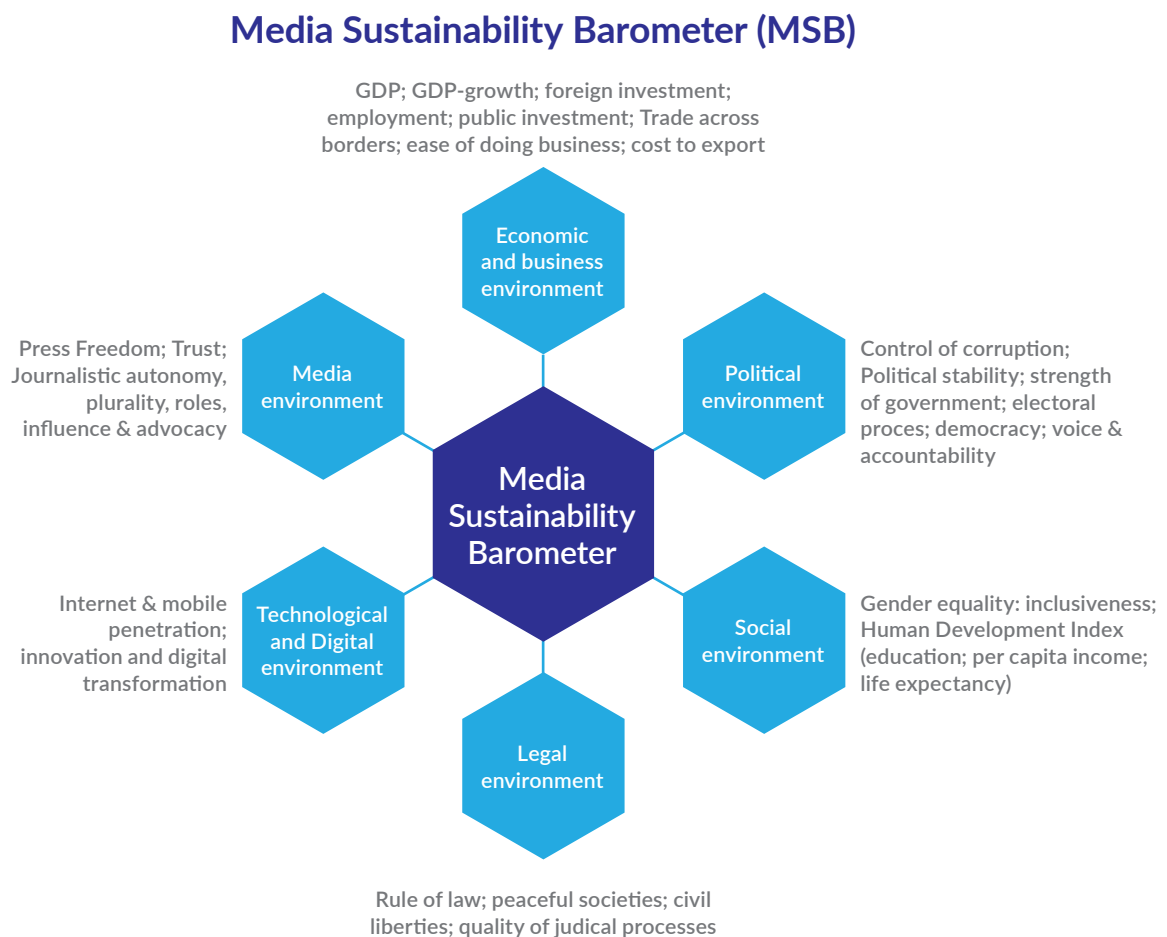 Media Sustainability Barometer (MSB)
GDP; GDP-growth; foreign investment;
employment; public investment; Trade across
borders; ease of doing business; cost to export
Economic
and business
environment
Press Freedom; Trust;
Journalistic autonomy,
plurality, roles,
influence & advocacy
Media
environment
Political
environment
Control of corruption;
Political stability; strength
of government; electoral
proces; democracy; voice &
accountability
Media
Sustainability
Barometer
Internet & mobile
penetration;
innovation and digital
transformation
Technological
and Digital
environment
Social
environment
Gender equality: inclusiveness;
Human Development Index
(education; per capita income;
life expectancy)
Legal
environment
Rule of law; peaceful societies; civil
liberties; quality of judical processes